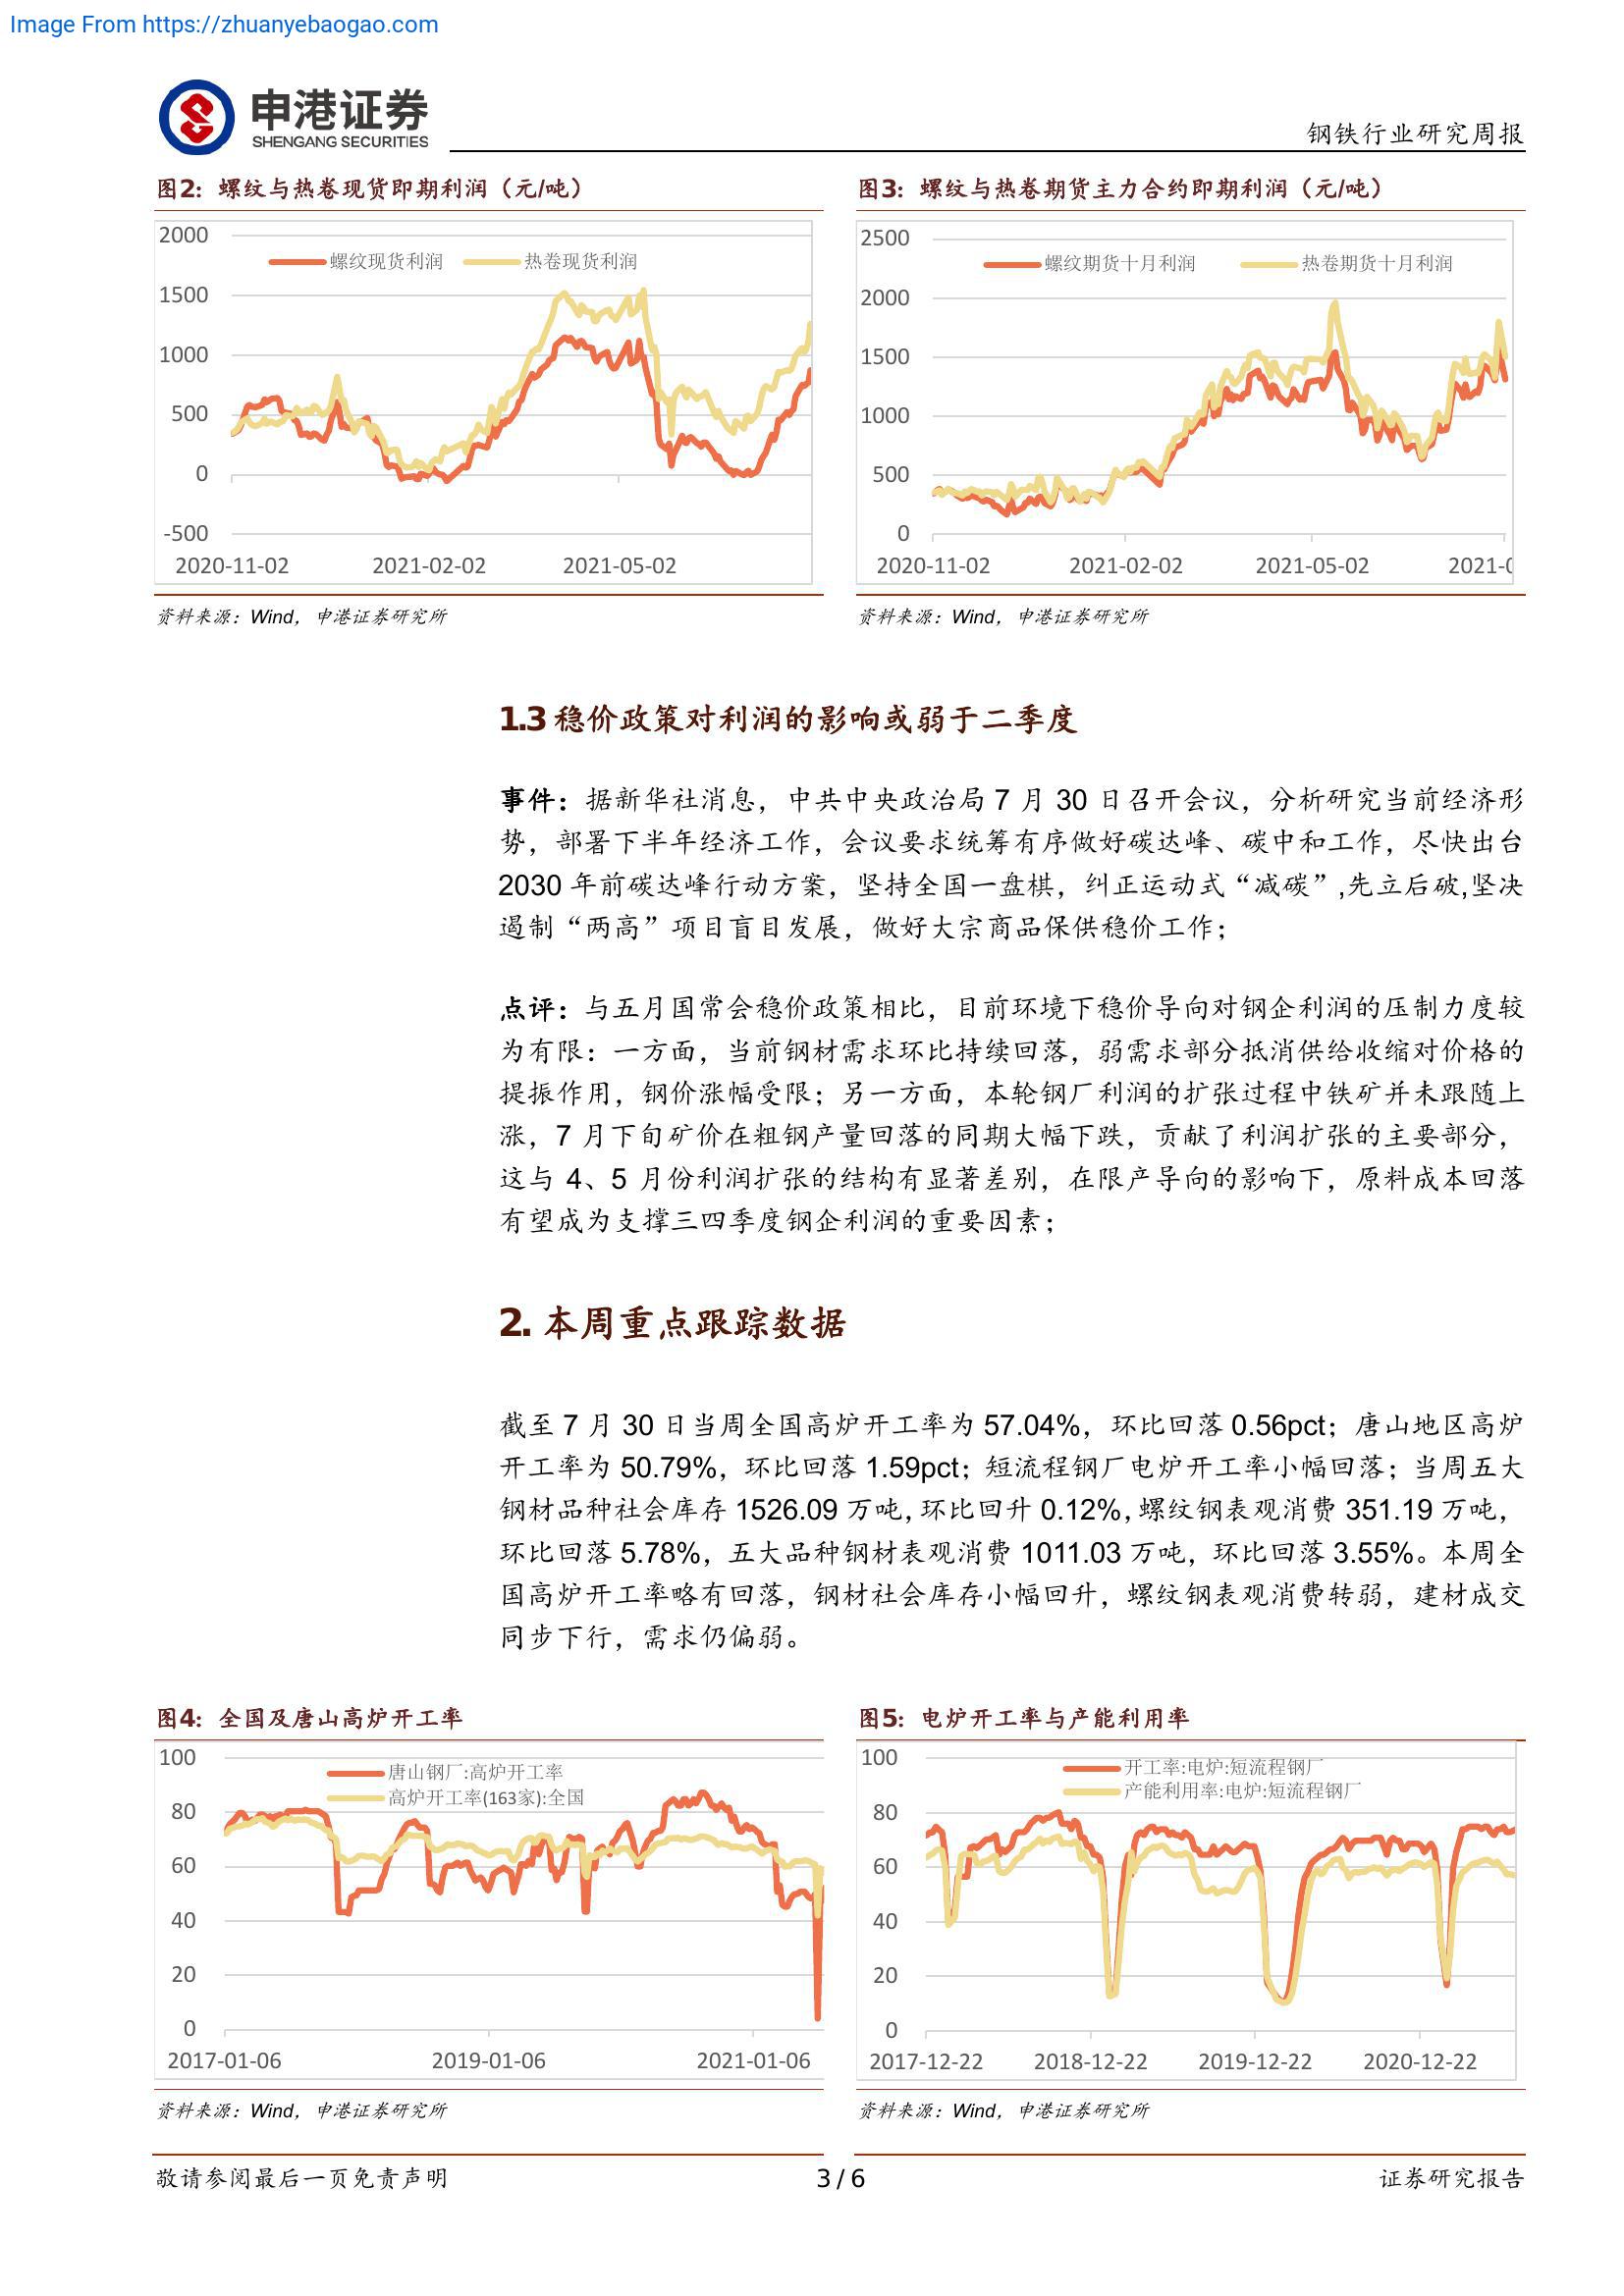 Image From https://zhuanyebaogao.com
申港证券
SHENGANG SECURITIES
钢铁行业研究周报
图2：螺纹与热卷现货即期利润（元/吨）
2000
1500
1000
500
0
-500
螺纹现货利润 热卷现货利润
2020-11-02 2021-02-02 2021-05-02
资料来源：Wind，申港证券研究所
图3：螺纹与热卷期货主力合约即期利润（元/吨）
2500
2000
1500
1000
500
0
螺纹期货十月利润 热卷期货十月利润
2020-11-02 2021-02-02 2021-05-02 2021-0
资料来源：Wind，申港证券研究所
1.3 稳价政策对利润的影响或弱于二季度
事件：据新华社消息，中共中央政治局 7 月 30 日召开会议，分析研究当前经济形
势，部署下半年经济工作，会议要求统筹有序做好碳达峰、碳中和工作，尽快出台
2030 年前碳达峰行动方案，坚持全国一盘棋，纠正运动式“减碳”,先立后破,坚决
遏制“两高”项目盲目发展，做好大宗商品保供稳价工作；
点评：与五月国常会稳价政策相比，目前环境下稳价导向对钢企利润的压制力度较
为有限：一方面，当前钢材需求环比持续回落，弱需求部分抵消供给收缩对价格的
提振作用，钢价涨幅受限；另一方面，本轮钢厂利润的扩张过程中铁矿并未跟随上
涨，7 月下旬矿价在粗钢产量回落的同期大幅下跌，贡献了利润扩张的主要部分，
这与 4、5 月份利润扩张的结构有显著差别，在限产导向的影响下，原料成本回落
有望成为支撑三四季度钢企利润的重要因素；
2. 本周重点跟踪数据
截至 7 月 30 日当周全国高炉开工率为 57.04%，环比回落 0.56pct；唐山地区高炉
开工率为 50.79%，环比回落 1.59pct；短流程钢厂电炉开工率小幅回落；当周五大
钢材品种社会库存 1526.09 万吨，环比回升 0.12%，螺纹钢表观消费 351.19 万吨，
环比回落 5.78%，五大品种钢材表观消费 1011.03 万吨，环比回落 3.55%。本周全
国高炉开工率略有回落，钢材社会库存小幅回升，螺纹钢表观消费转弱，建材成交
同步下行，需求仍偏弱。
图4：全国及唐山高炉开工率
100
80
60
40
20
0
唐山钢厂:高炉开工率
高炉开工率(163家):全国
2017-01-06 2019-01-06 2021-01-06
资料来源：Wind，申港证券研究所
图5：电炉开工率与产能利用率
100
80
60
40
20
0
开工率:电炉:短流程钢厂
产能利用率:电炉:短流程钢厂
2017-12-22 2018-12-22 2019-12-22 2020-12-22
资料来源：Wind，申港证券研究所
敬请参阅最后一页免责声明 3 / 6 证券研究报告